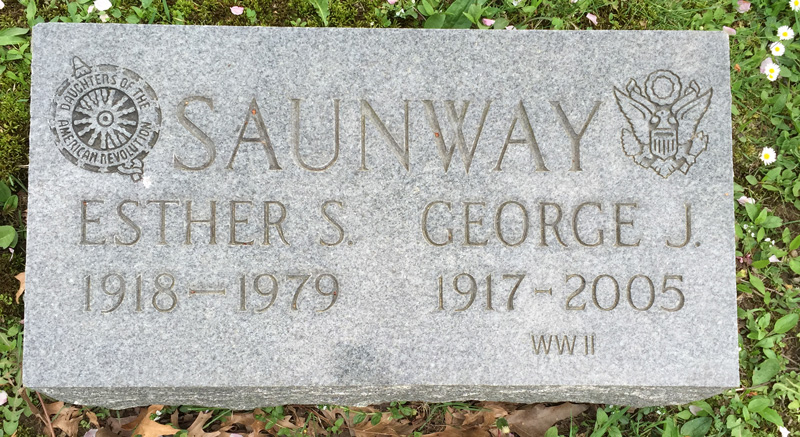 DAUGHTERS OF THE
AMERICAN REVOLUTION
SAUNWAY
ESTHER S. GEORGE J.
1918-1979 1917-2005
WW II